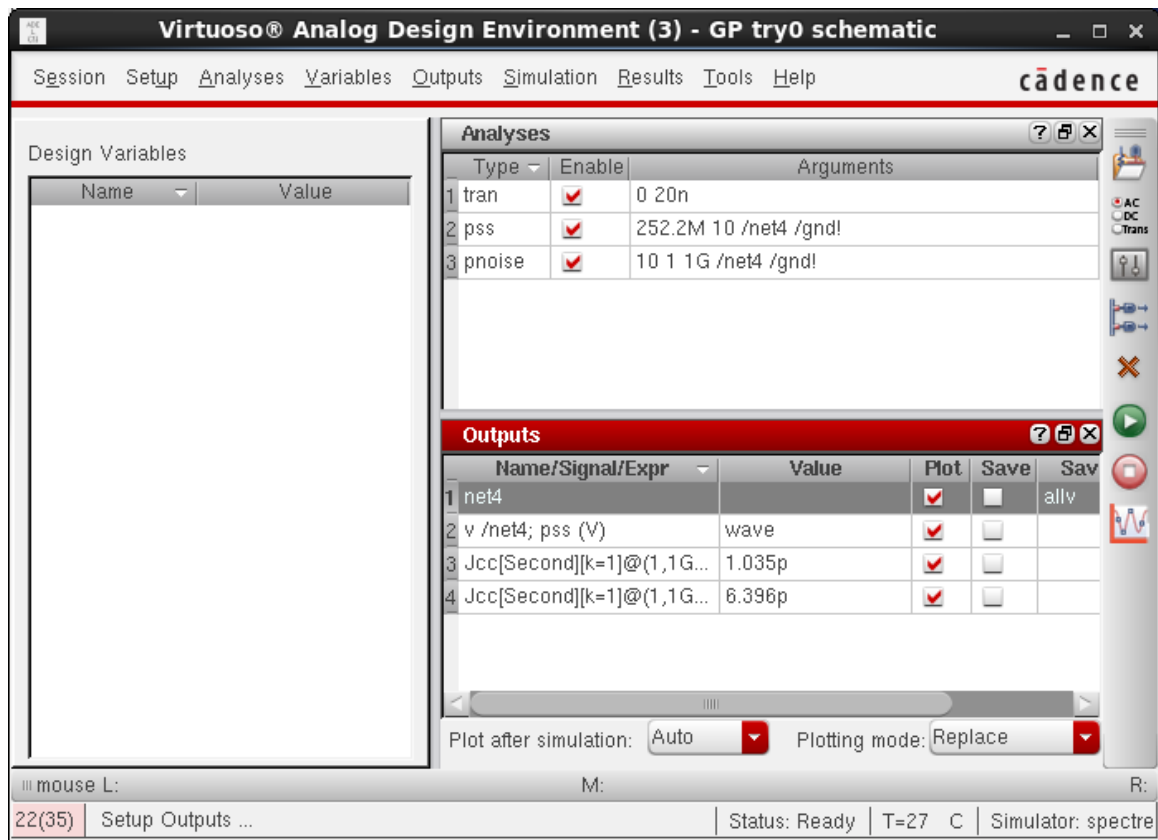 Virtuoso® Analog Design Environment (3) - GP try0 schematic
Session Setup Analyses Variables Outputs Simulation Results Tools Help cādence
Design Variables
Name Value
Analyses
Type Enable Arguments
1 tran 0 20n
2 pss 252.2M 10 /net4 /gnd!
3 pnoise 10 1 1G /net4 /gnd!
AC
DC
Trans
Outputs
Name/Signal/Expr Value Plot Save Sav
1 net4 allv
2 v /net4; pss (V) wave
3 Jcc[Second][k=1]@(1,1G... 1.035p
4 Jcc[Second][k=1]@(1,1G... 6.396p
Plot after simulation: Auto Plotting mode: Replace
mouse L: M: R:
22(35) Setup Outputs ... Status: Ready T=27 C Simulator: spectre